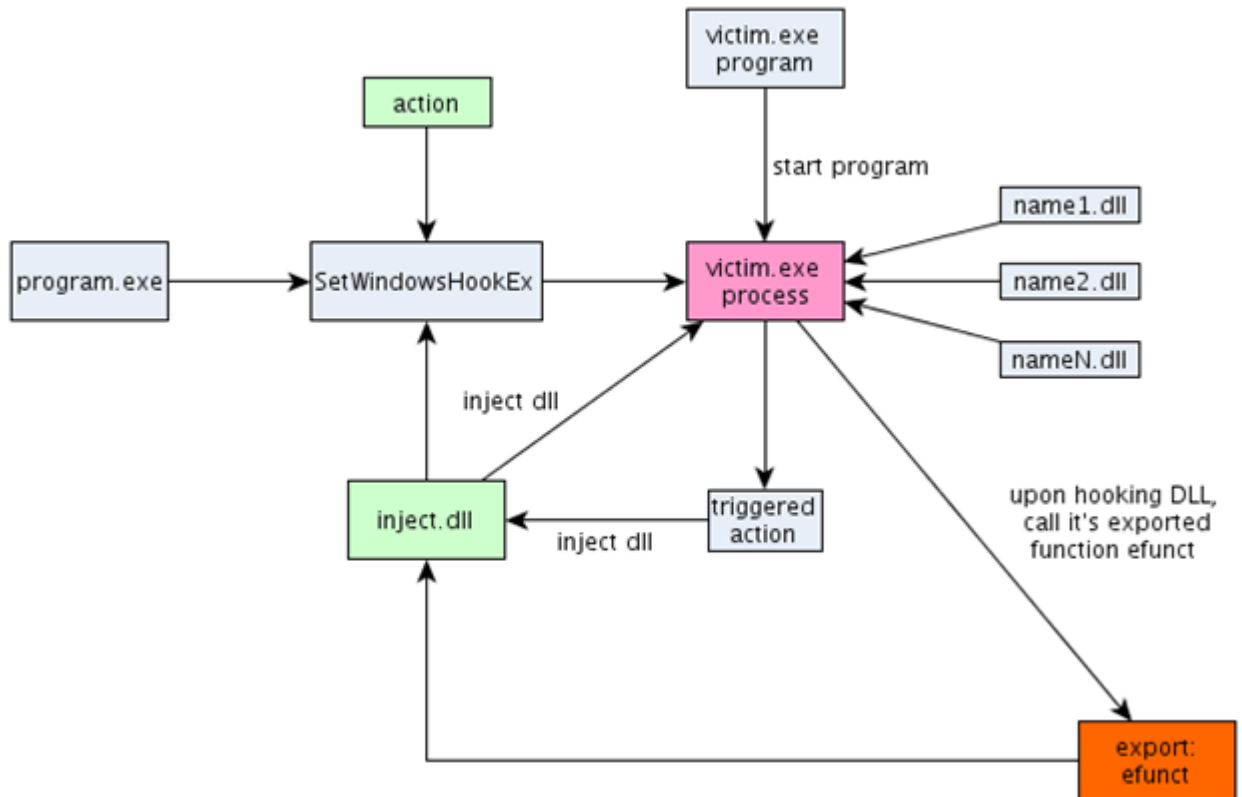 victim.exe
program
action
start program
name1.dll
program.exe
SetWindowsHookEx
victim.exe
process
name2.dll
nameN.dll
inject dll
inject.dll
triggered
action
inject dll
upon hooking DLL,
call it's exported
function efunct
export:
efunct